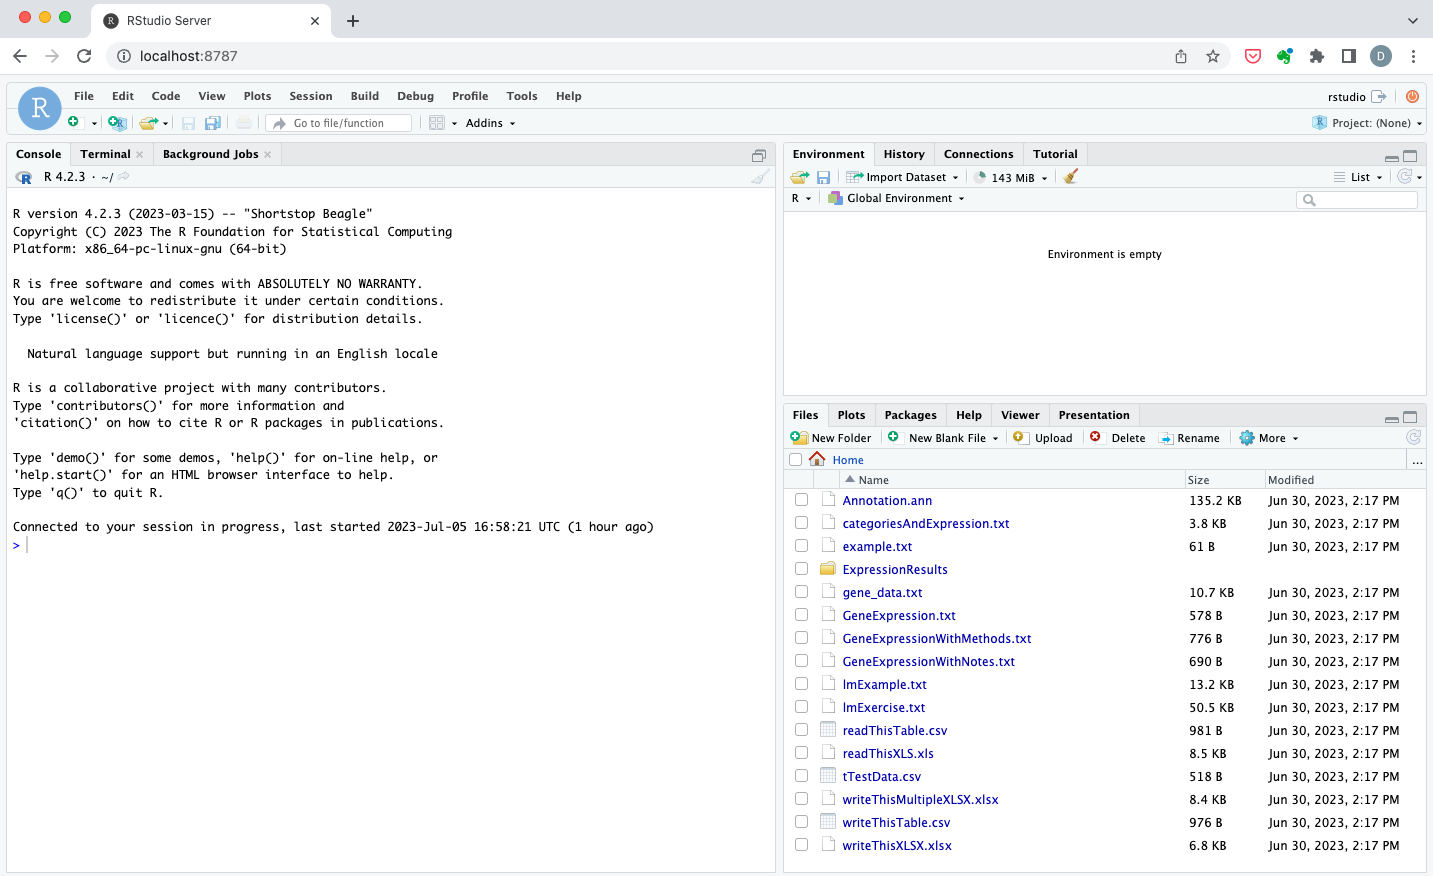 RStudio Server
localhost:8787
D
R
File Edit Code View Plots Session Build Debug Profile Tools Help
rstudio
Go to file/function
Addins
Project: (None)
Console Terminal Background Jobs
R 4.2.3 · ~/
R version 4.2.3 (2023-03-15) -- "Shortstop Beagle"
Copyright (C) 2023 The R Foundation for Statistical Computing
Platform: x86_64-pc-linux-gnu (64-bit)
R is free software and comes with ABSOLUTELY NO WARRANTY.
You are welcome to redistribute it under certain conditions.
Type 'license()' or 'licence()' for distribution details.
Natural language support but running in an English locale
R is a collaborative project with many contributors.
Type 'contributors()' for more information and
'citation()' on how to cite R or R packages in publications.
Type 'demo()' for some demos, 'help()' for on-line help, or
'help.start()' for an HTML browser interface to help.
Type 'q()' to quit R.
Connected to your session in progress, last started 2023-Jul-05 16:58:21 UTC (1 hour ago)
>
Environment History Connections Tutorial
Import Dataset 143 MiB List
R Global Environment
Environment is empty
Files Plots Packages Help Viewer Presentation
New Folder New Blank File Upload Delete Rename More
Home ...
Name Size Modified
Annotation.ann 135.2 KB Jun 30, 2023, 2:17 PM
categoriesAndExpression.txt 3.8 KB Jun 30, 2023, 2:17 PM
example.txt 61 B Jun 30, 2023, 2:17 PM
ExpressionResults
gene_data.txt 10.7 KB Jun 30, 2023, 2:17 PM
GeneExpression.txt 578 B Jun 30, 2023, 2:17 PM
GeneExpressionWithMethods.txt 776 B Jun 30, 2023, 2:17 PM
GeneExpressionWithNotes.txt 690 B Jun 30, 2023, 2:17 PM
lmExample.txt 13.2 KB Jun 30, 2023, 2:17 PM
lmExercise.txt 50.5 KB Jun 30, 2023, 2:17 PM
readThisTable.csv 981 B Jun 30, 2023, 2:17 PM
readThisXLS.xls 8.5 KB Jun 30, 2023, 2:17 PM
tTestData.csv 518 B Jun 30, 2023, 2:17 PM
writeThisMultipleXLSX.xlsx 8.4 KB Jun 30, 2023, 2:17 PM
writeThisTable.csv 976 B Jun 30, 2023, 2:17 PM
writeThisXLSX.xlsx 6.8 KB Jun 30, 2023, 2:17 PM